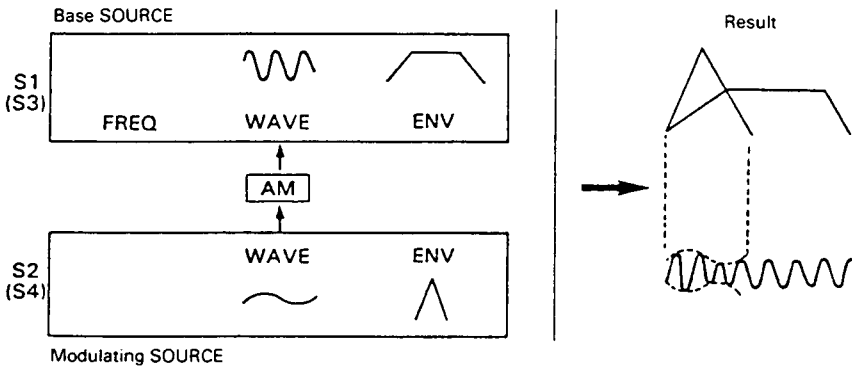 Base SOURCE
Result
S1
(S3)
FREQ WAVE ENV
AM
WAVE ENV
S2
(S4)
Modulating SOURCE